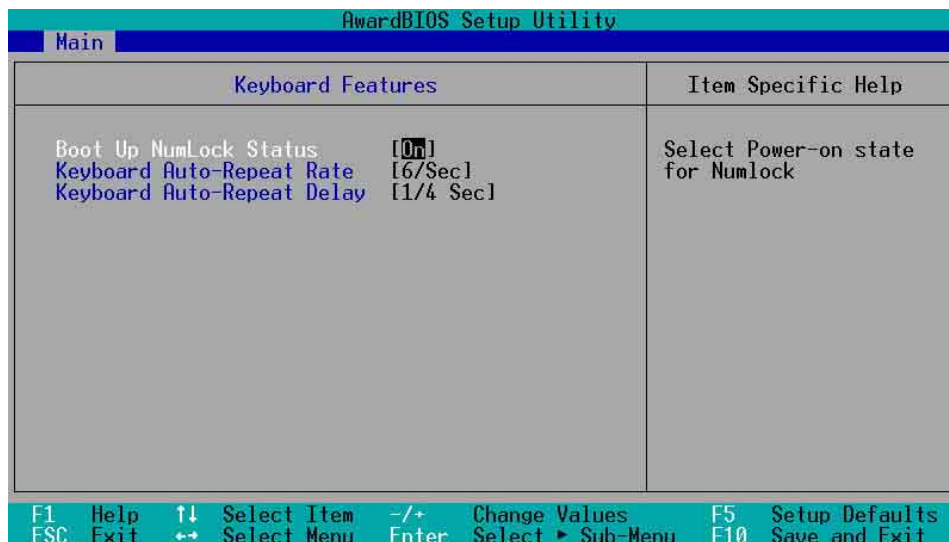 AwardBIOS Setup Utility
Main
Keyboard Features
Item Specific Help
Boot Up NumLock Status [On]
Keyboard Auto-Repeat Rate [6/Sec]
Keyboard Auto-Repeat Delay [1/4 Sec]
Select Power-on state
for Numlock
F1 Help ↑↓ Select Item -/+ Change Values F5 Setup Defaults
ESC Exit ←→ Select Menu Enter Select ► Sub-Menu F10 Save and Exit